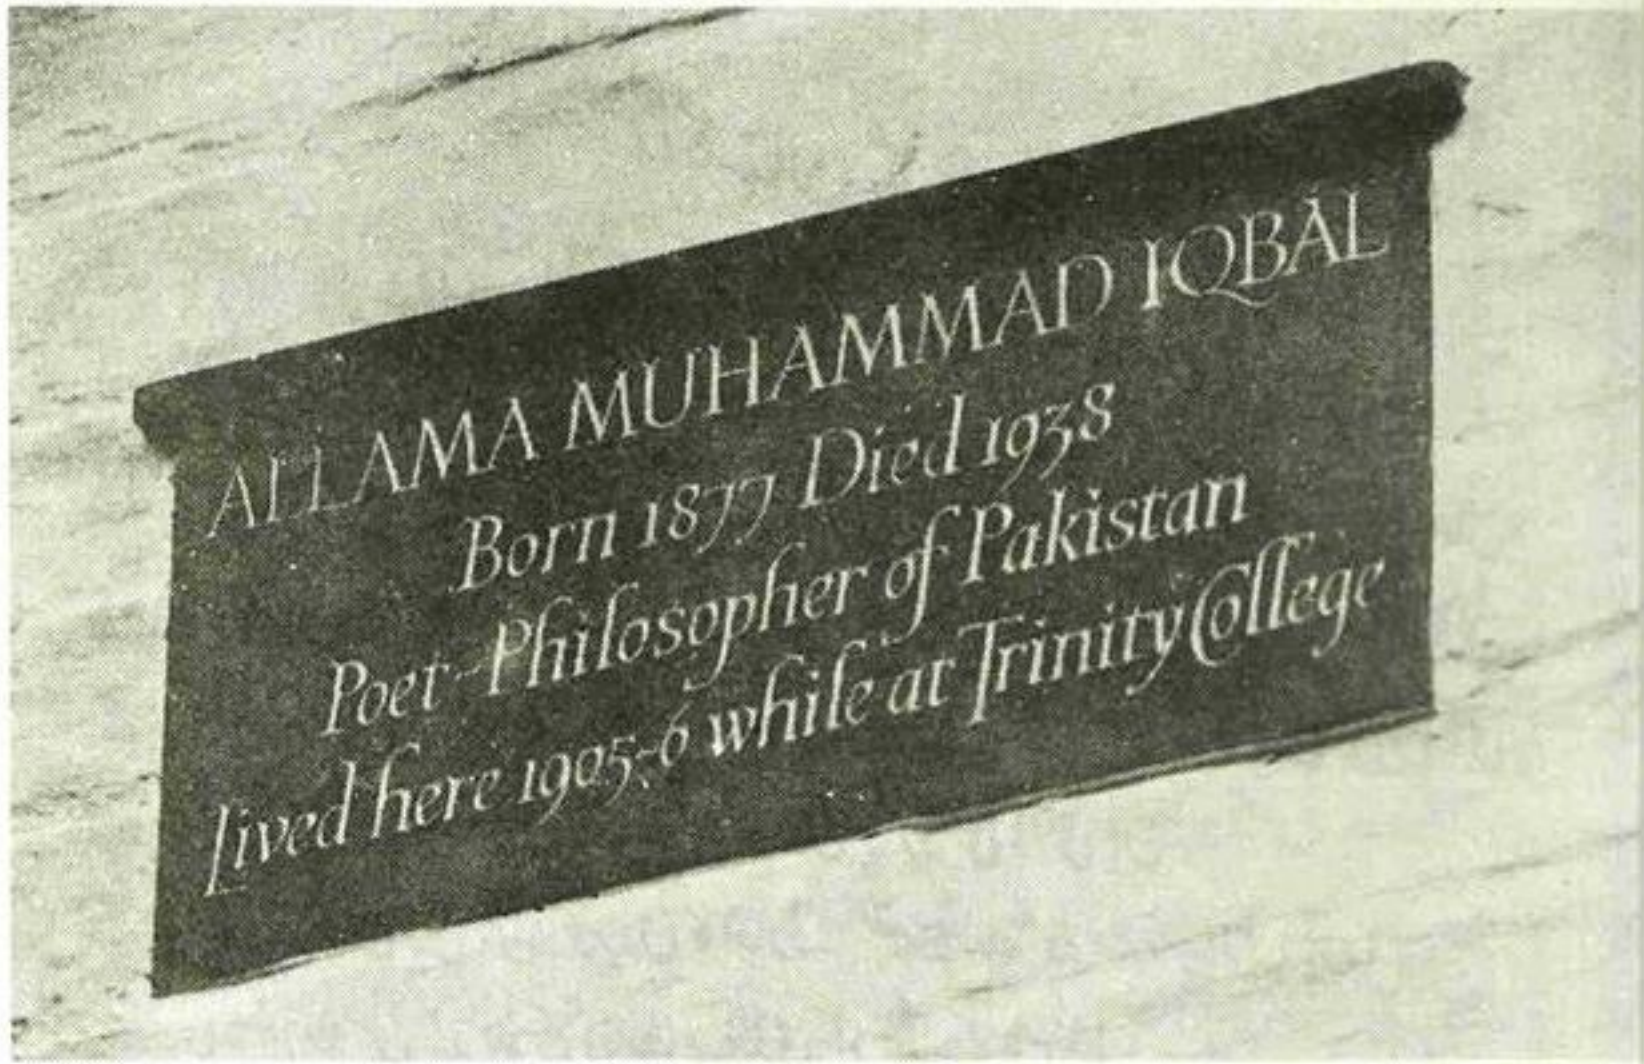 ALLAMA MUHAMMAD IQBAL
Born 1877 Died 1938
Poet-Philosopher of Pakistan
Lived here 1905-6 while at Trinity College